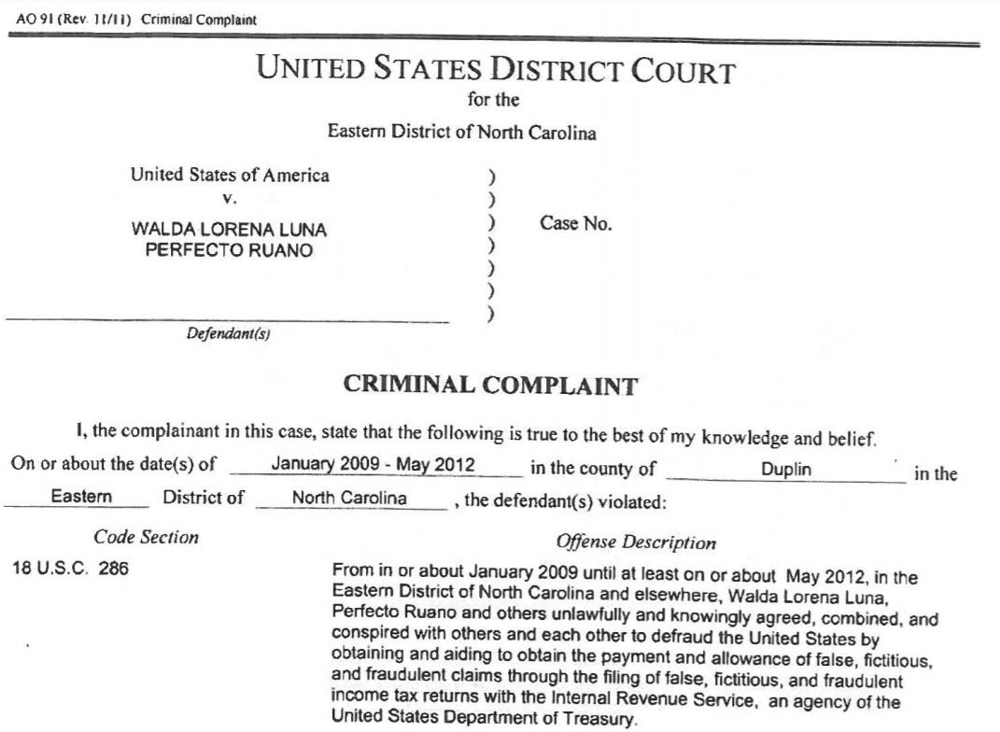 AO 91 (Rev. 11/11) Criminal Complaint
UNITED STATES DISTRICT COURT
for the
Eastern District of North Carolina
United States of America
v.
WALDA LORENA LUNA
PERFECTO RUANO
)
)
)
)
)
)
)
Case No.
Defendant(s)
CRIMINAL COMPLAINT
I, the complainant in this case, state that the following is true to the best of my knowledge and belief.
On or about the date(s) of January 2009 - May 2012 in the county of Duplin in the
Eastern District of North Carolina , the defendant(s) violated:
Code Section Offense Description
18 U.S.C. 286
From in or about January 2009 until at least on or about May 2012, in the
Eastern District of North Carolina and elsewhere, Walda Lorena Luna,
Perfecto Ruano and others unlawfully and knowingly agreed, combined, and
conspired with others and each other to defraud the United States by
obtaining and aiding to obtain the payment and allowance of false, fictitious,
and fraudulent claims through the filing of false, fictitious, and fraudulent
income tax returns with the Internal Revenue Service, an agency of the
United States Department of Treasury.